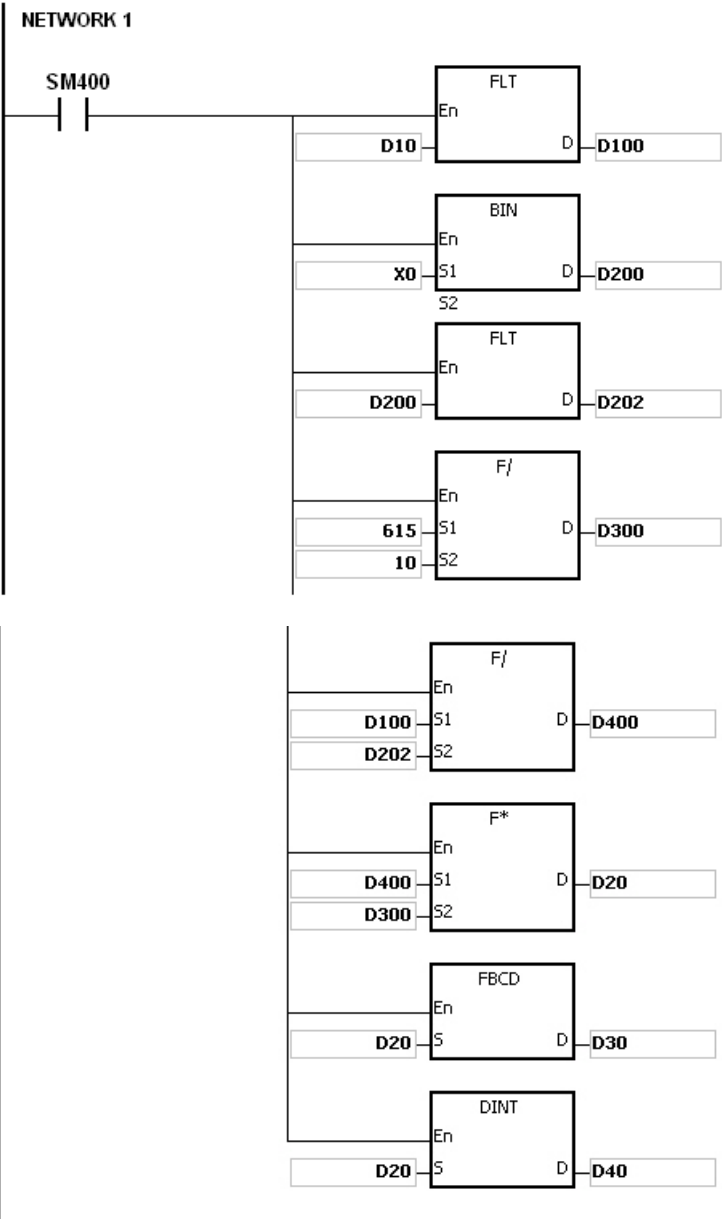 NETWORK 1
SM400
FLT
En
D10 D D100
BIN
En
X0 S1 D D200
S2
FLT
En
D200 D D202
F/
En
615 S1 D D300
10 S2
F/
En
D100 S1 D D400
D202 S2
F*
En
D400 S1 D D20
D300 S2
FBCD
En
D20 S D D30
DINT
En
D20 S D D40